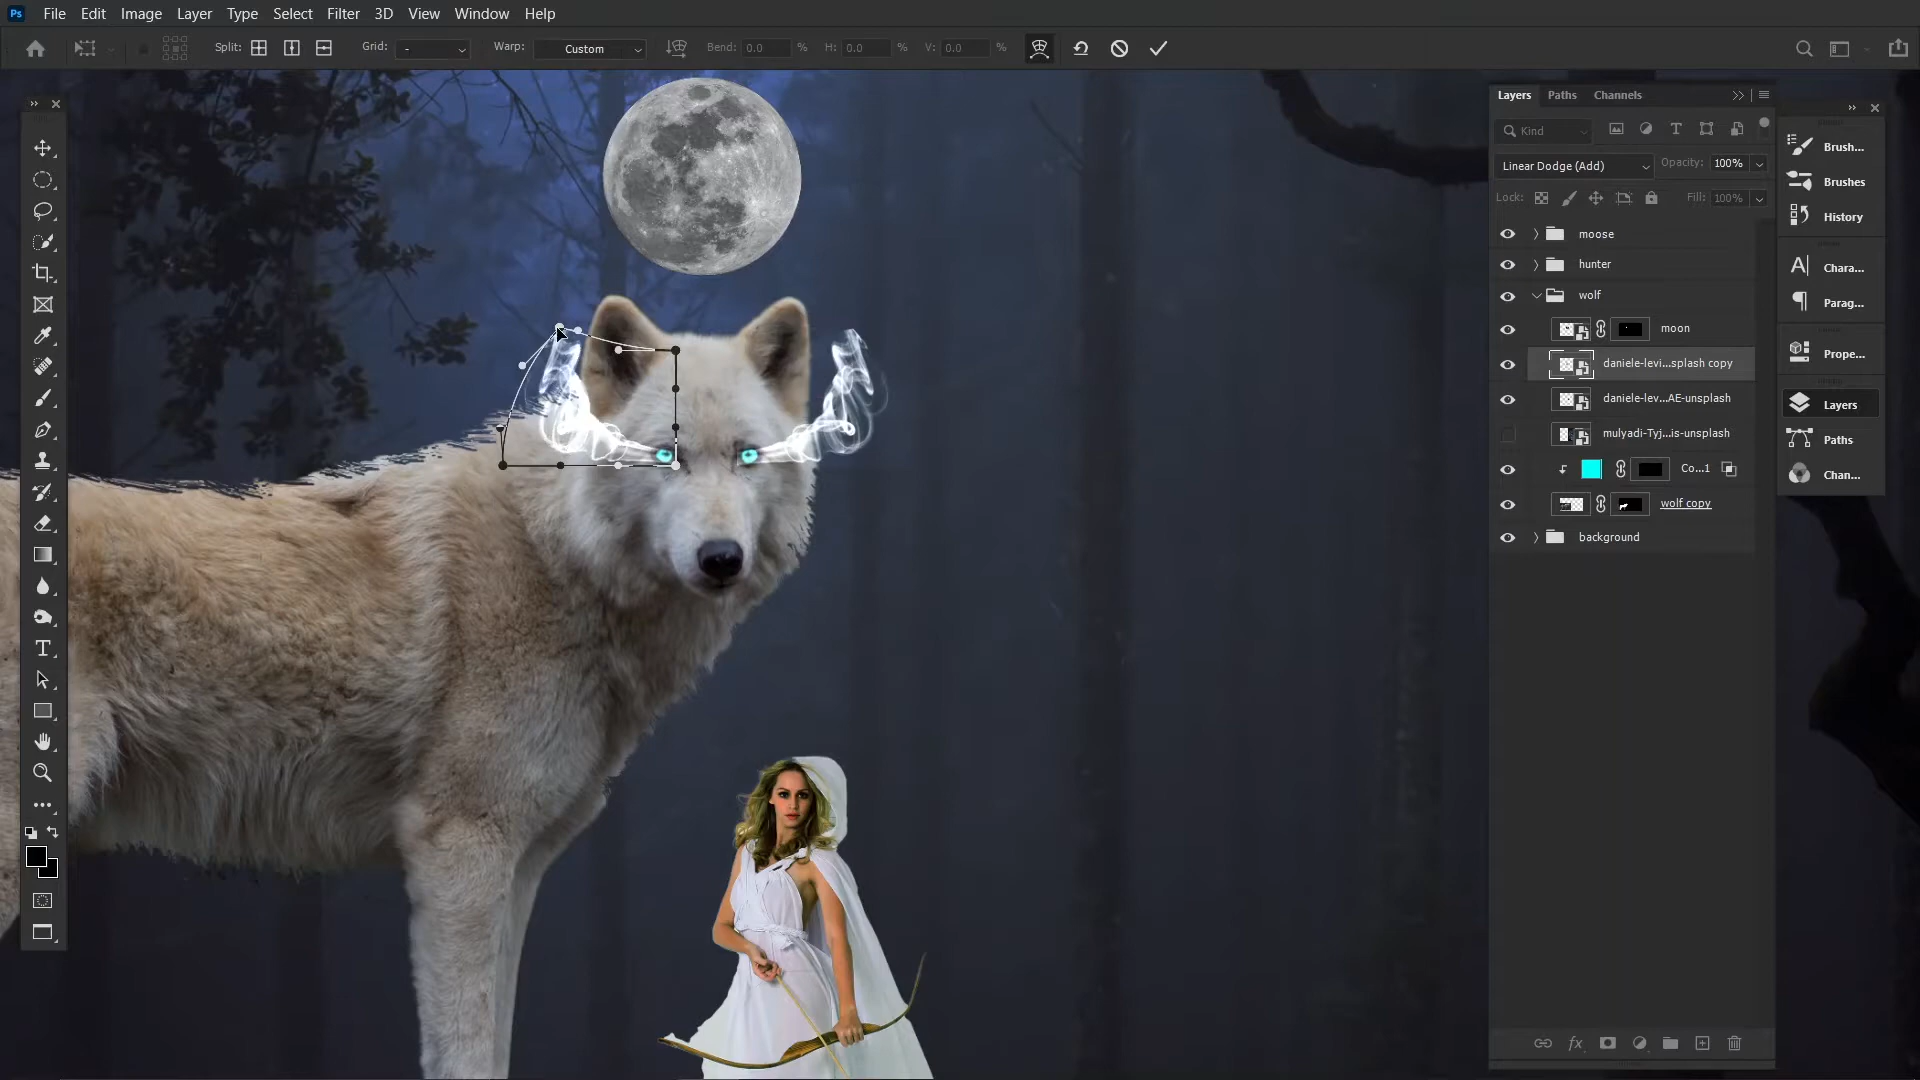 Ps File Edit Image Layer Type Select Filter 3D View Window Help
Split: Grid: - Warp: Custom Bend: 0.0 % H: 0.0 % V: 0.0 %
Layers Paths Channels
Kind
Linear Dodge (Add) Opacity: 100%
Lock: Fill: 100%
moose
hunter
wolf
moon
daniele-levi...splash copy
daniele-lev...AE-unsplash
mulyadi-Tyj...is-unsplash
Co...1
wolf copy
background
fx
Brush...
Brushes
History
Chara...
Parag...
Prope...
Layers
Paths
Chan...